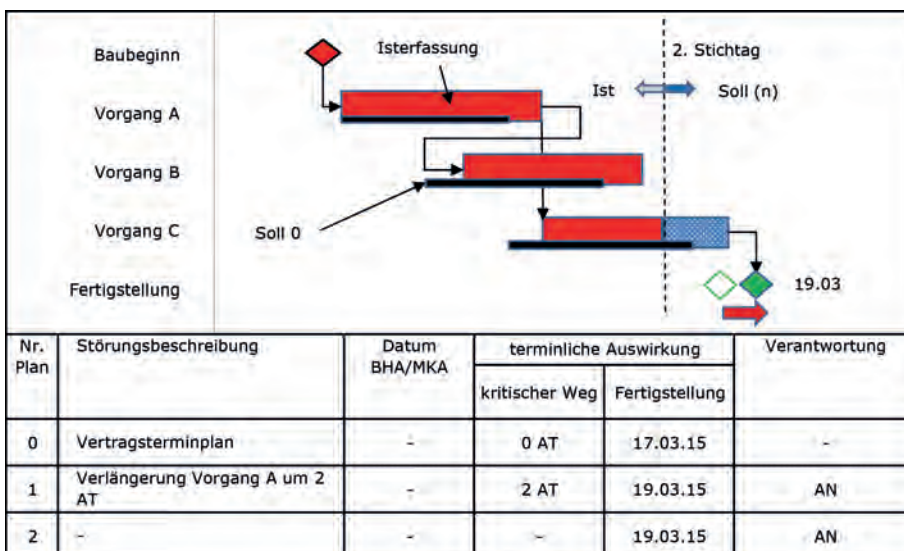 Baubeginn
Isterfassung
2. Stichtag
Ist
Soll (n)
Vorgang A
Vorgang B
Vorgang C
Soll 0
Fertigstellung
19.03
Nr. Plan
Störungsbeschreibung
Datum BHA/MKA
terminliche Auswirkung
Verantwortung
kritischer Weg
Fertigstellung
0 Vertragsterminplan - 0 AT 17.03.15 -
1 Verlängerung Vorgang A um 2 AT - 2 AT 19.03.15 AN
2 - - - 19.03.15 AN